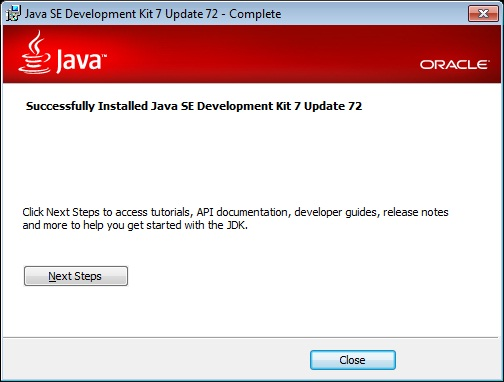 Java SE Development Kit 7 Update 72 - Complete
Java™
ORACLE
Successfully Installed Java SE Development Kit 7 Update 72
Click Next Steps to access tutorials, API documentation, developer guides, release notes
and more to help you get started with the JDK.
Next Steps
Close